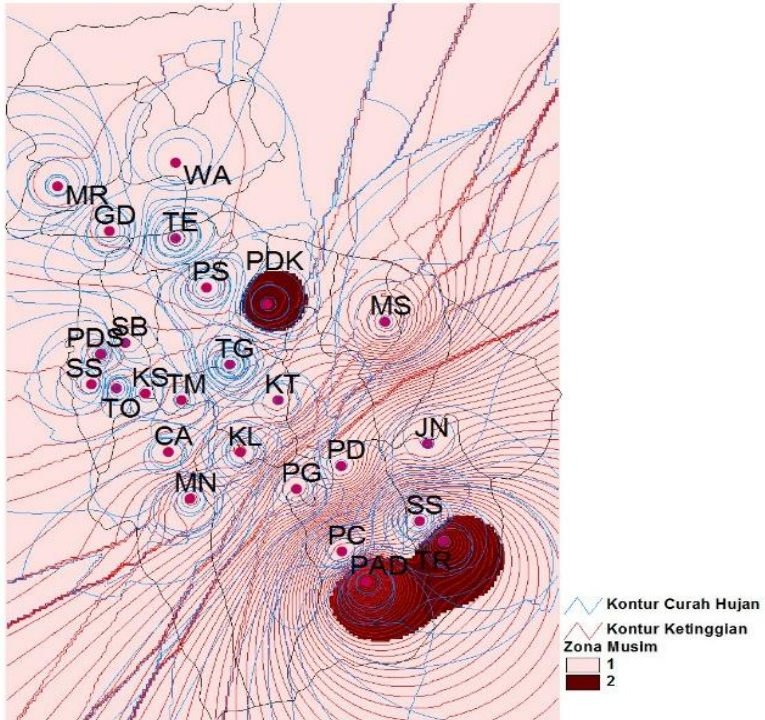 WA
MR
GD
TE
PS
PDK
MS
SB
PDS
TG
SS
KS
TM
KT
TO
CA
KL
JN
PD
PG
MN
SS
PC
TR
PAD
Kontur Curah Hujan
Kontur Ketinggian
Zona Musim
1
2